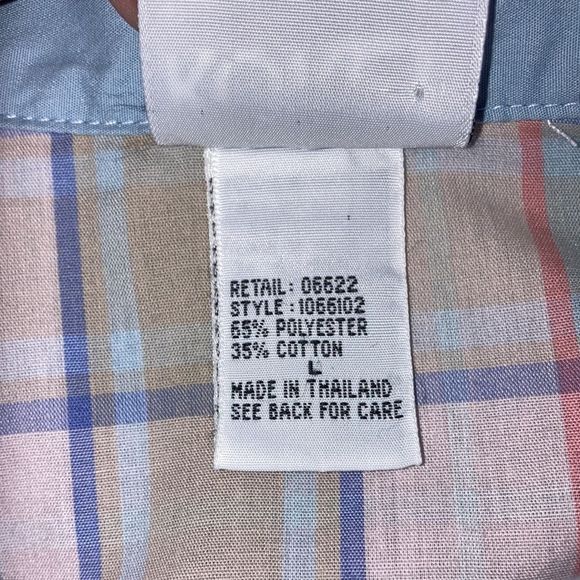 RETAIL: 06622
STYLE: 1066102
65% POLYESTER
35% COTTON
L
MADE IN THAILAND
SEE BACK FOR CARE